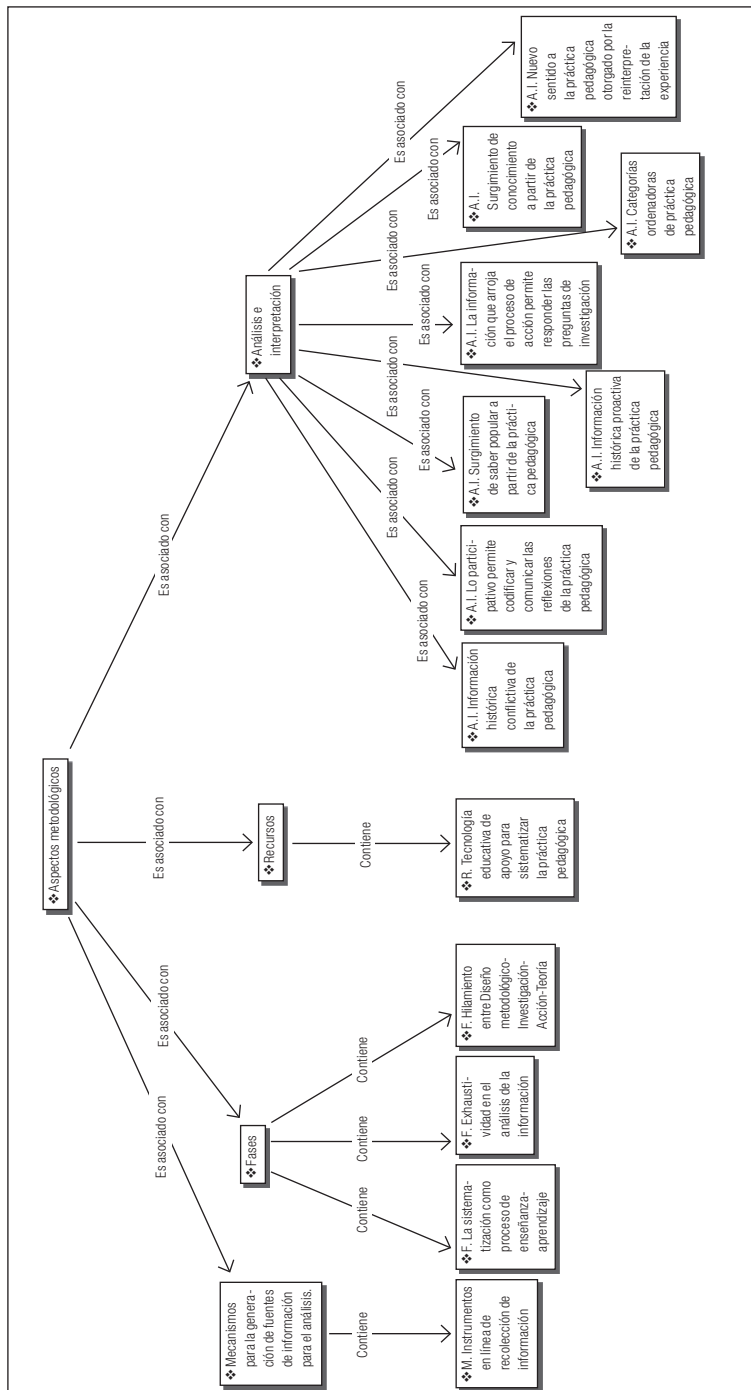 ❖Aspectos metodológicos
Es asociado con
Es asociado con
Es asociado con
Es asociado con
❖Mecanismos
para la genera-
ción de fuentes
de información
para el análisis.
❖Fases
❖Recursos
❖Análisis e
interpretación
Contiene
Contiene
Contiene
Contiene
Contiene
Es asociado con
Es asociado con
Es asociado con
Es asociado con
Es asociado con
Es asociado con
Es asociado con
Es asociado con
❖M. Instrumentos
en línea de
recolección de
información
❖F. La sistema-
tización como
proceso de
enseñanza-
aprendizaje
❖F. Exhausti-
vidad en el
análisis de la
información
❖F. Hilamiento
entre Diseño
metodológico-
Investigación-
Acción-Teoría
❖R. Tecnología
educativa de
apoyo para
sistematizar
la práctica
pedagógica
❖A.I. Información
histórica
conflictiva de
la práctica
pedagógica
❖A.I. Lo partici-
pativo permite
codificar y
comunicar las
reflexiones
de la práctica
pedagógica
❖A.I. Surgimiento
de saber popular a
partir de la prácti-
ca pedagógica
❖A.I. Información
histórica proactiva
de la práctica
pedagógica
❖A.I. La informa-
ción que arroja
el proceso de
acción permite
responder las
preguntas de
investigación
❖A.I. Categorías
ordenadoras
de práctica
pedagógica
❖A.I.
Surgimiento de
conocimiento
a partir de
la práctica
pedagógica
❖A.I. Nuevo
sentido a
la práctica
pedagógica
otorgado por la
reinterpre-
tación de la
experiencia